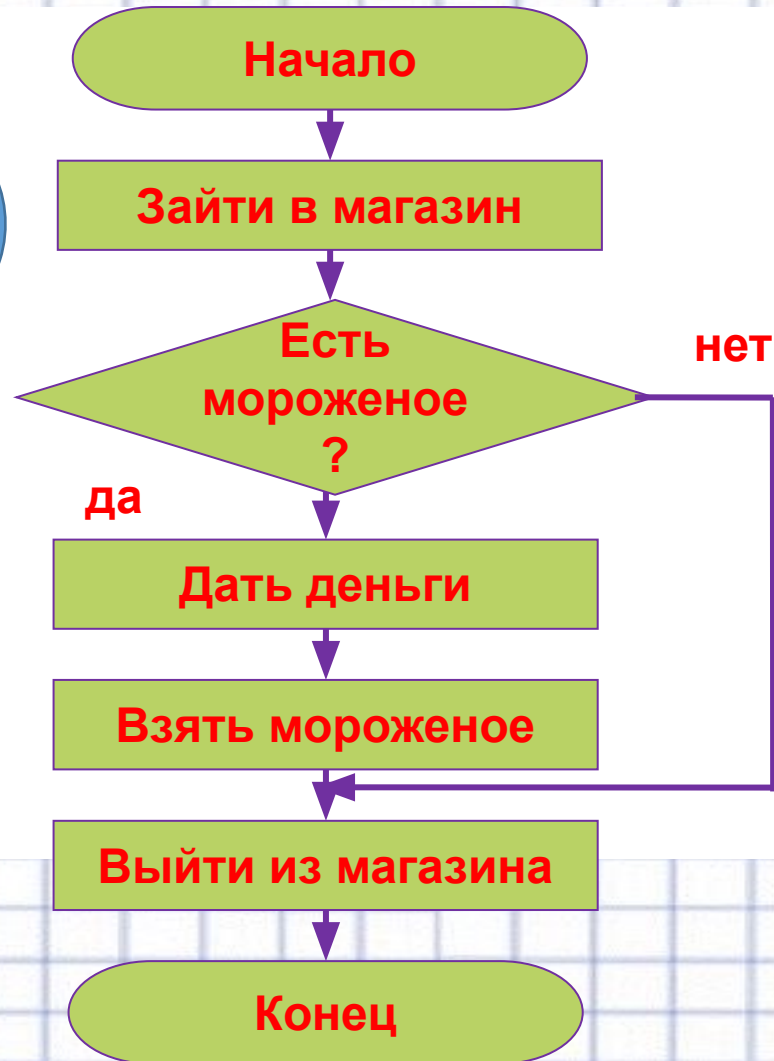 Начало
Зайти в магазин
Есть
мороженое
?
нет
да
Дать деньги
Взять мороженое
Выйти из магазина
Конец